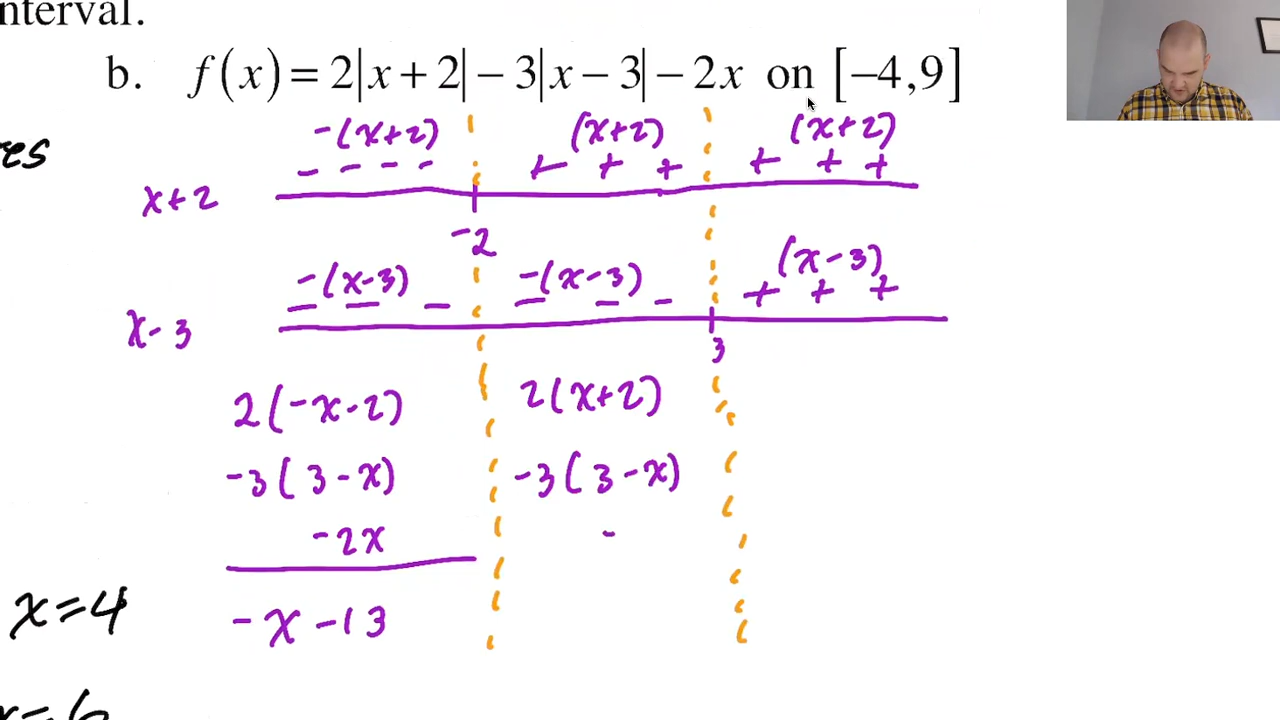 nterval.
b. f(x) = 2|x + 2| − 3|x − 3| − 2x on [−4,9]
es
-(x+2) (x+2) (x+2)
- - - - + + + + + +
x+2
-2
-(x-3) -(x-3) (x-3)
- - - - - - + + +
x-3
3
2(-x-2) 2(x+2)
-3(3-x) -3(3-x)
-2x -
-x-13
x=4
x=6